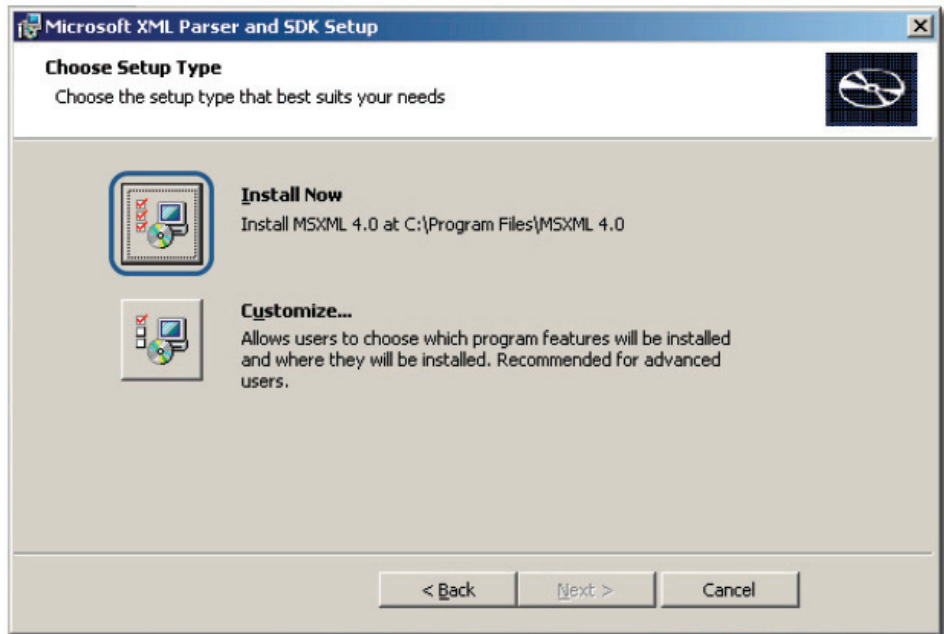 Microsoft XML Parser and SDK Setup
Choose Setup Type
Choose the setup type that best suits your needs
Install Now
Install MSXML 4.0 at C:\Program Files\MSXML 4.0
Customize...
Allows users to choose which program features will be installed
and where they will be installed. Recommended for advanced
users.
< Back
Next >
Cancel